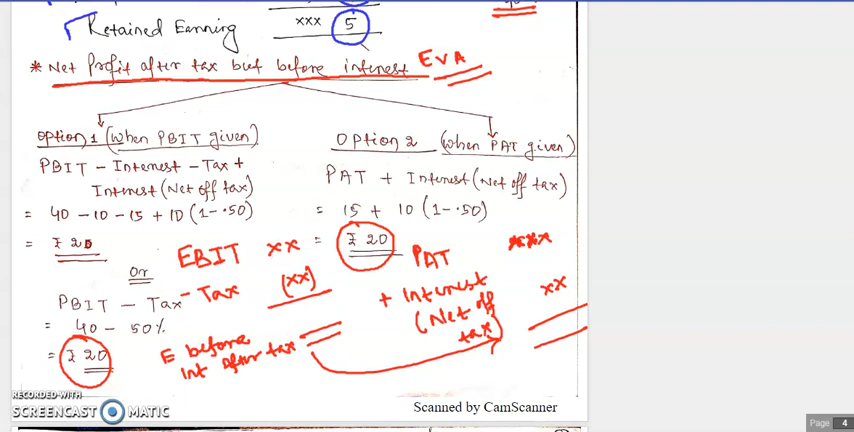 Retained Earning xxx 5
* Net Profit after tax but before interest EVA
Option 1 (When PBIT given)
PBIT - Interest - Tax +
Interest (Net off tax)
= 40 - 10 - 15 + 10 (1 - .50)
= ₹ 20
Or
PBIT - Tax
= 40 - 50%
= ₹ 20
Option 2 (when PAT given)
PAT + Interest (Net off tax)
= 15 + 10 (1 - .50)
= ₹ 20
EBIT xx
- Tax (xx)
E before
int After tax
PAT xxx
+ Interest xx
(Net off
tax)
RECORDED WITH
SCREENCAST MATIC
Scanned by CamScanner
Page 4